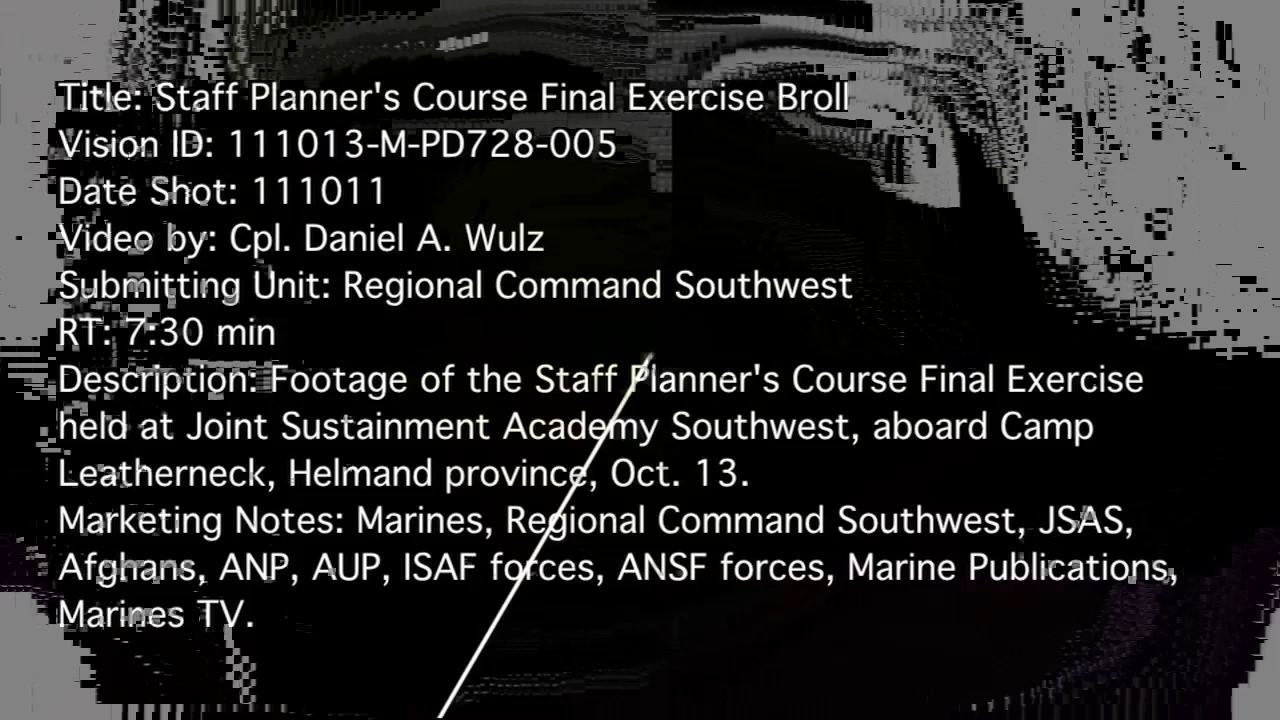 Title: Staff Planner's Course Final Exercise Broll
Vision ID: 111013-M-PD728-005
Date Shot: 111011
Video by: Cpl. Daniel A. Wulz
Submitting Unit: Regional Command Southwest
RT: 7:30 min
Description: Footage of the Staff Planner's Course Final Exercise
held at Joint Sustainment Academy Southwest, aboard Camp
Leatherneck, Helmand province, Oct. 13.
Marketing Notes: Marines, Regional Command Southwest, JSAS,
Afghans, ANP, AUP, ISAF forces, ANSF forces, Marine Publications,
Marines TV.